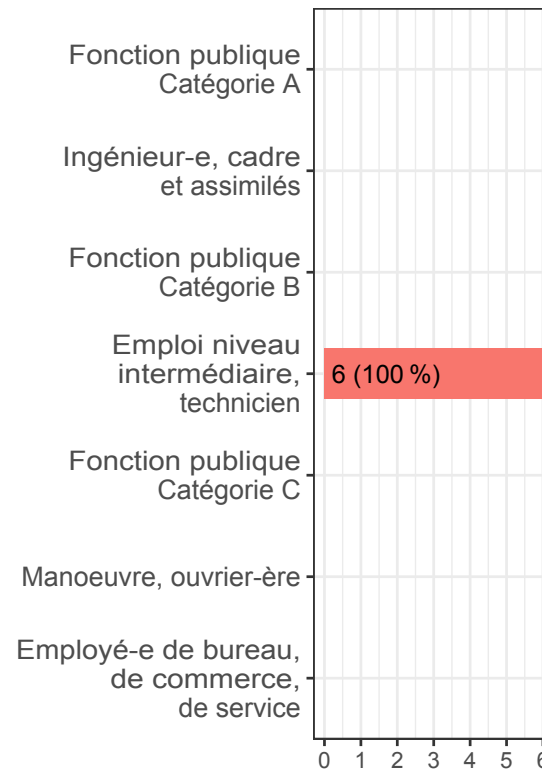 Fonction publique
Catégorie A
Ingénieur-e, cadre
et assimilés
Fonction publique
Catégorie B
Emploi niveau
intermédiaire,
technicien
6 (100 %)
Fonction publique
Catégorie C
Manoeuvre, ouvrier-ère
Employé-e de bureau,
de commerce,
de service
0 1 2 3 4 5 6